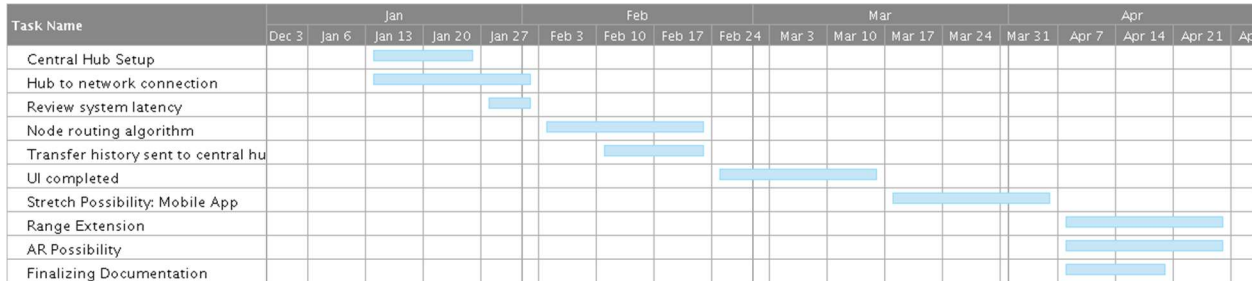 Task Name
Jan Feb Mar Apr
Dec 3 Jan 6 Jan 13 Jan 20 Jan 27 Feb 3 Feb 10 Feb 17 Feb 24 Mar 3 Mar 10 Mar 17 Mar 24 Mar 31 Apr 7 Apr 14 Apr 21 Ap
Central Hub Setup
Hub to network connection
Review system latency
Node routing algorithm
Transfer history sent to central hu
UI completed
Stretch Possibility: Mobile App
Range Extension
AR Possibility
Finalizing Documentation